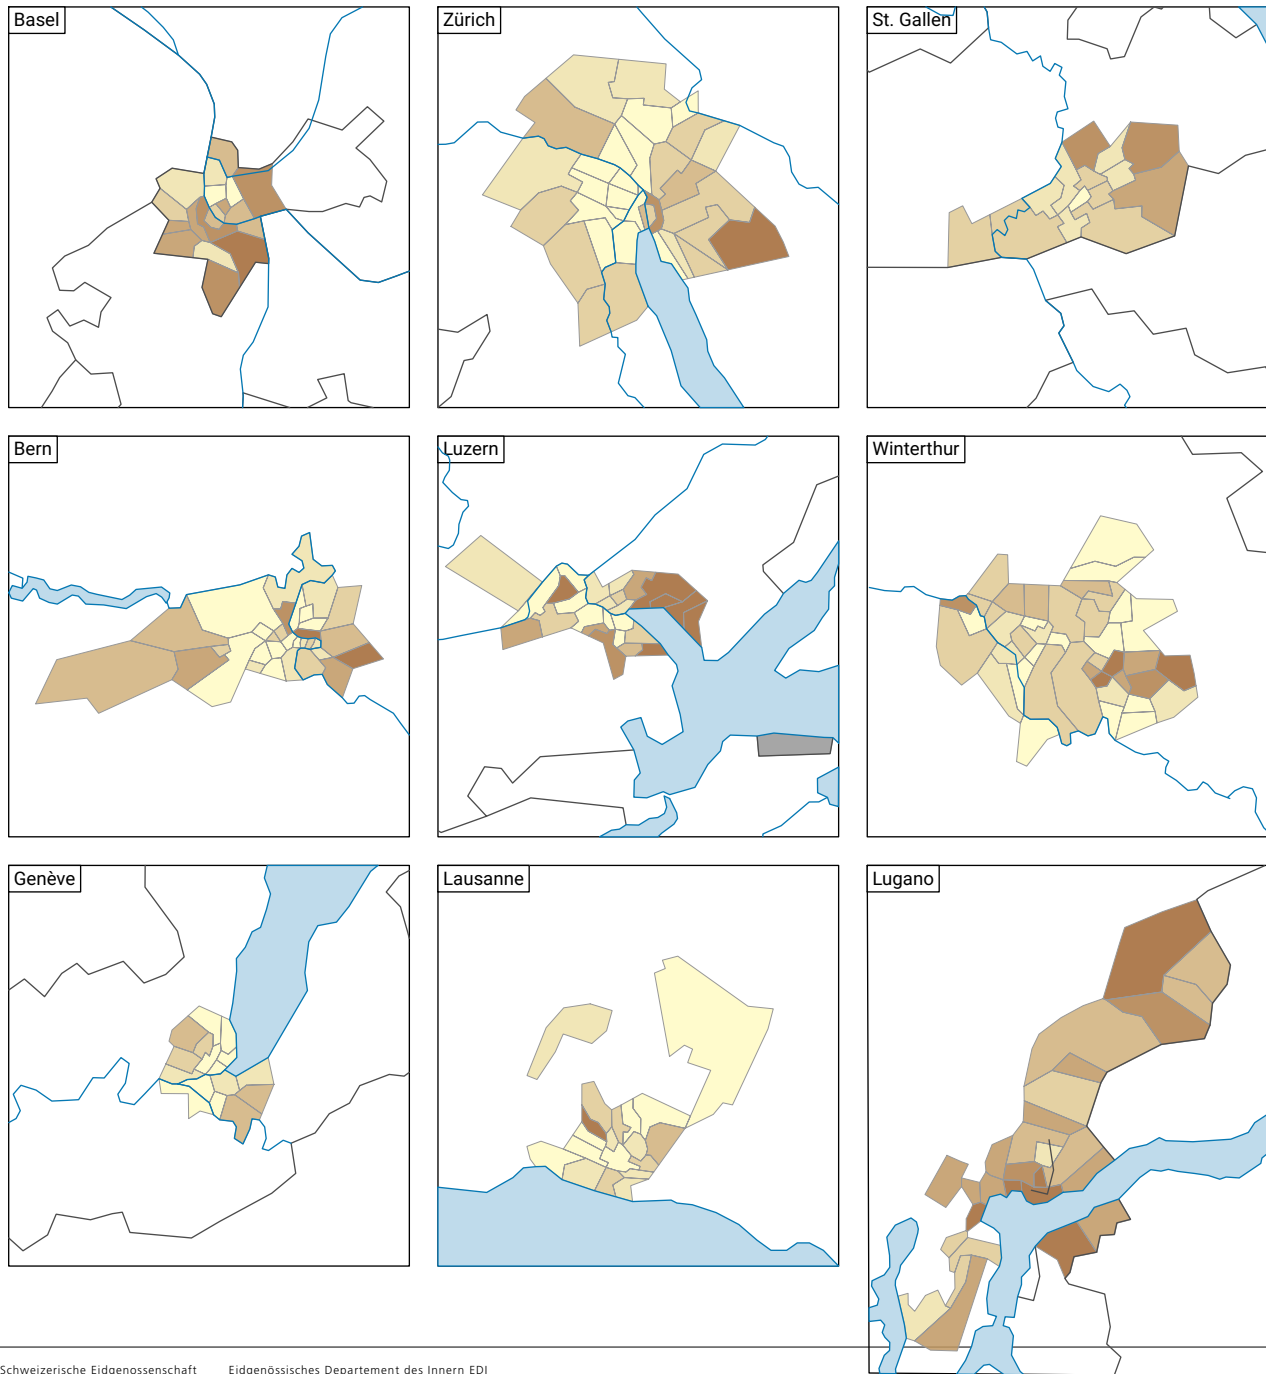 Basel
Zürich
St. Gallen
Bern
Luzern
Winterthur
Genève
Lausanne
Lugano
Schweizerische Eidgenossenschaft Eidgenössisches Departement des Innern EDI